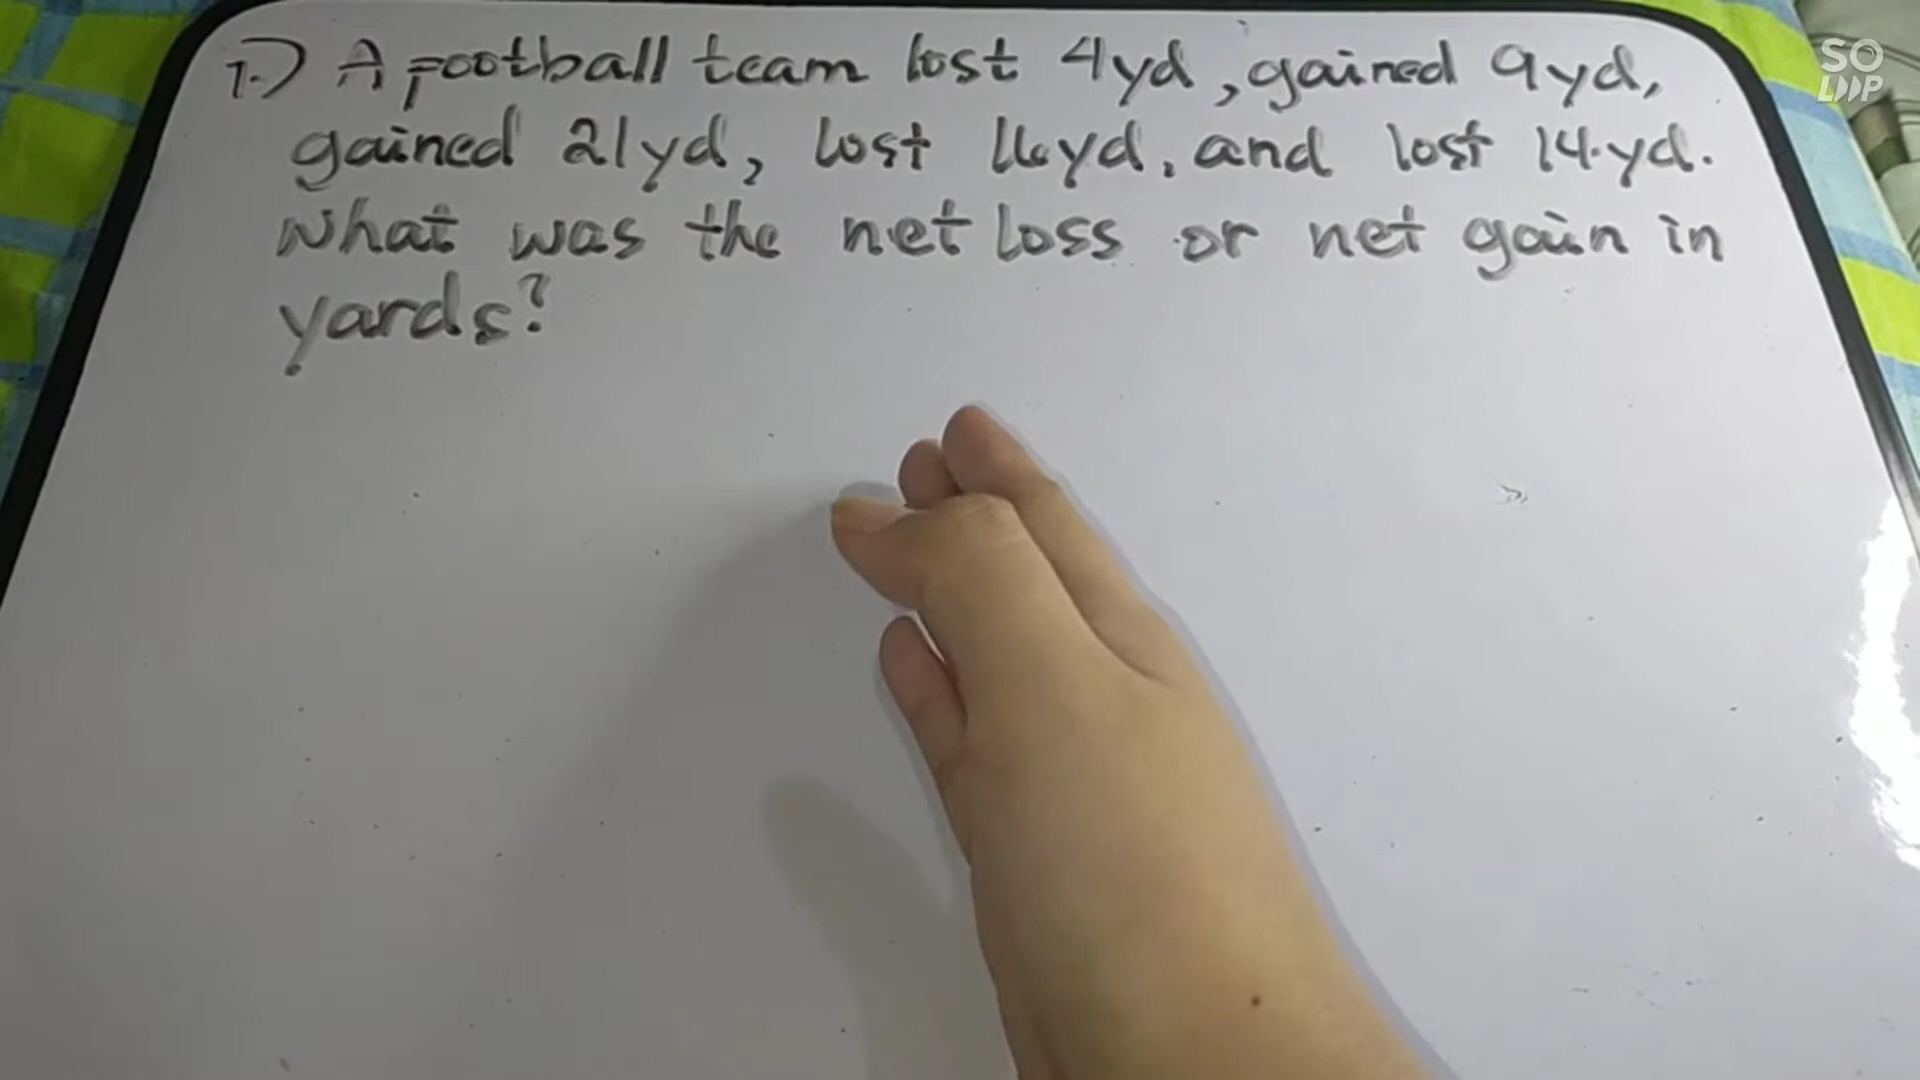 1.) A football team lost 4yd, gained 9yd,
gained 21yd, lost 16yd, and lost 14yd.
What was the net loss or net gain in
yards?
SO
LOOP